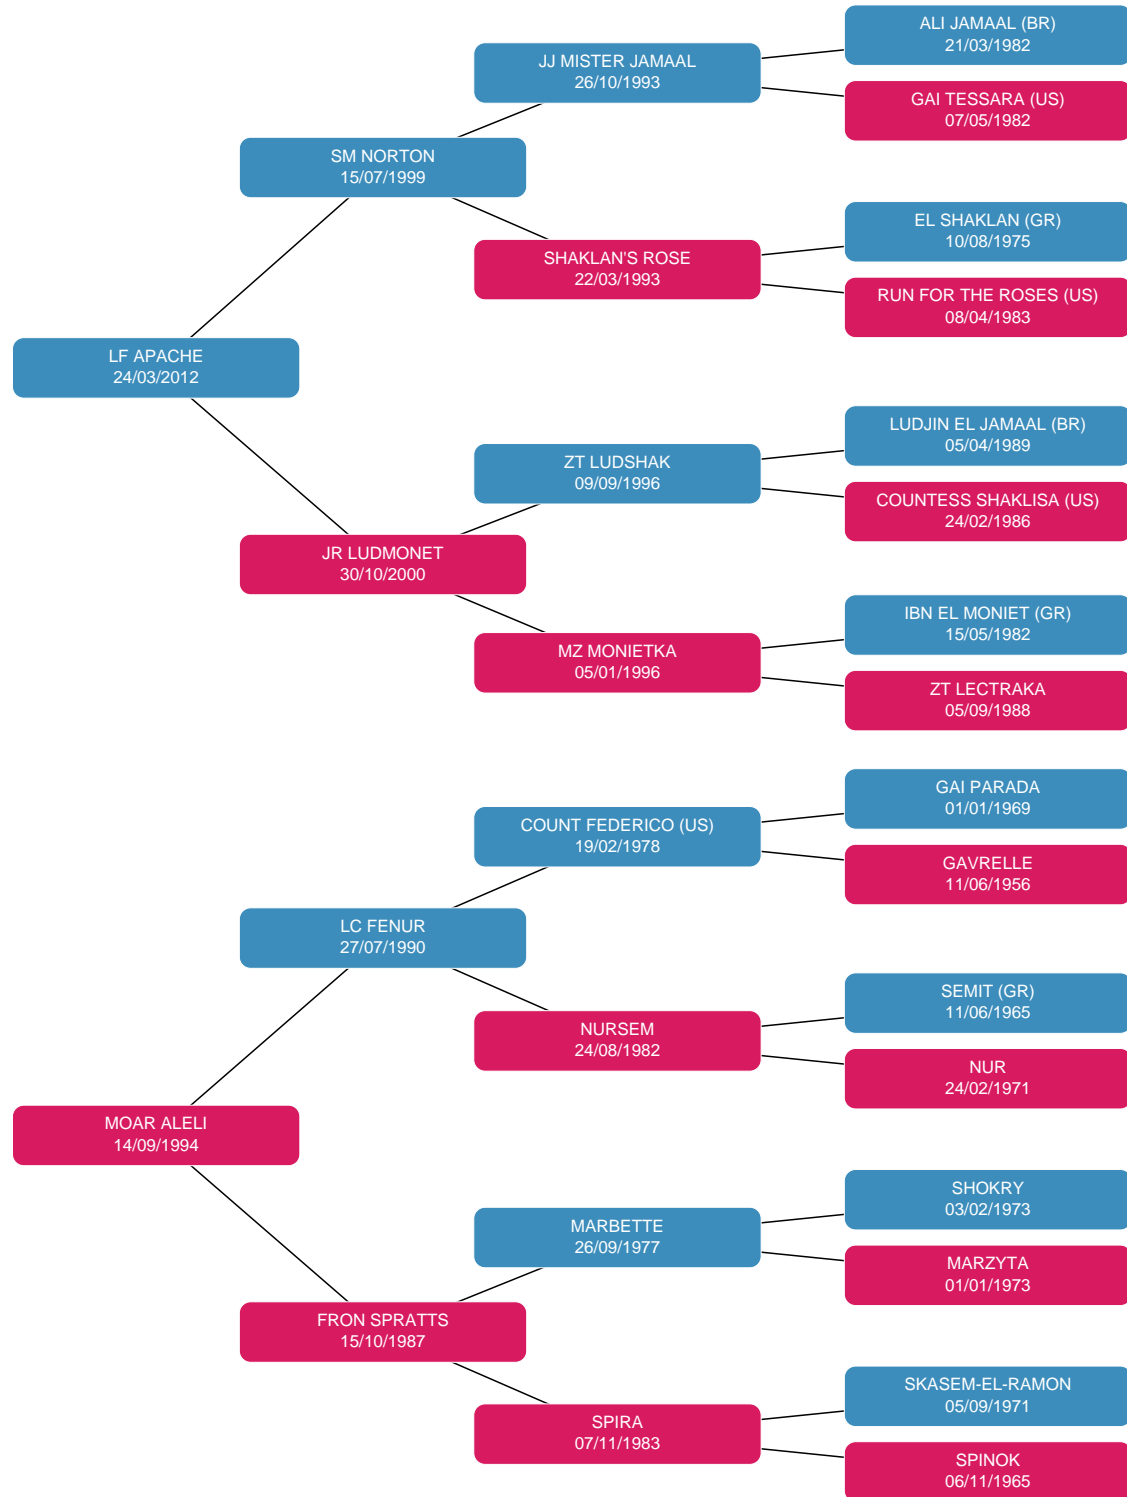 ALI JAMAAL (BR)
21/03/1982
JJ MISTER JAMAAL
26/10/1993
GAI TESSARA (US)
07/05/1982
SM NORTON
15/07/1999
EL SHAKLAN (GR)
10/08/1975
SHAKLAN'S ROSE
22/03/1993
RUN FOR THE ROSES (US)
08/04/1983
LF APACHE
24/03/2012
LUDJIN EL JAMAAL (BR)
05/04/1989
ZT LUDSHAK
09/09/1996
COUNTESS SHAKLISA (US)
24/02/1986
JR LUDMONET
30/10/2000
IBN EL MONIET (GR)
15/05/1982
MZ MONIETKA
05/01/1996
ZT LECTRAKA
05/09/1988
GAI PARADA
01/01/1969
COUNT FEDERICO (US)
19/02/1978
GAVRELLE
11/06/1956
LC FENUR
27/07/1990
SEMIT (GR)
11/06/1965
NURSEM
24/08/1982
NUR
24/02/1971
MOAR ALELI
14/09/1994
SHOKRY
03/02/1973
MARBETTE
26/09/1977
MARZYTA
01/01/1973
FRON SPRATTS
15/10/1987
SKASEM-EL-RAMON
05/09/1971
SPIRA
07/11/1983
SPINOK
06/11/1965